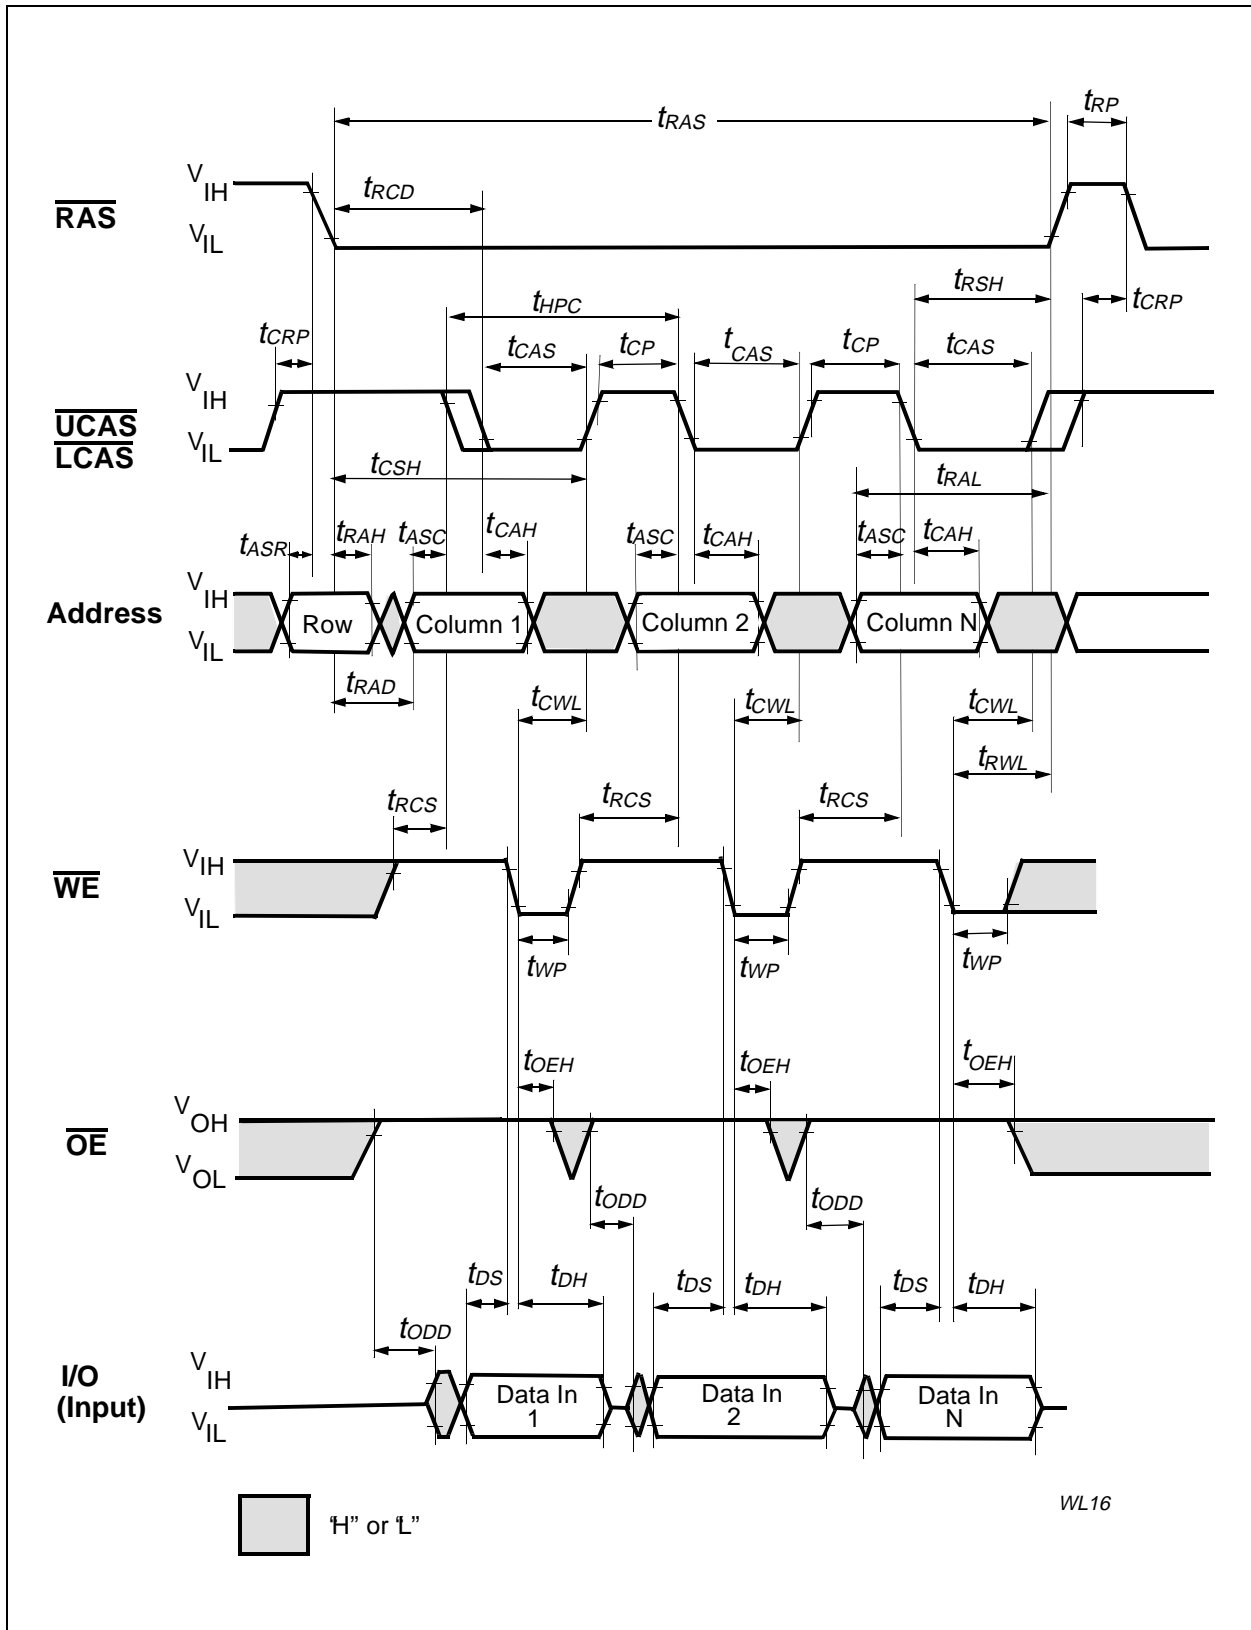 tRAS
tRP
VIH
RAS
VIL
tRCD
tRSH
tHPC
tCRP
tCRP
tCAS
tCP
tCAS
tCP
tCAS
VIH
UCAS
LCAS
VIL
tCSH
tRAL
tASR
tRAH
tASC
tCAH
tASC
tCAH
tASC
tCAH
VIH
Address
VIL
Row
Column 1
Column 2
Column N
tRAD
tCWL
tCWL
tCWL
tRWL
tRCS
tRCS
tRCS
VIH
WE
VIL
tWP
tWP
tWP
tOEH
tOEH
tOEH
VOH
OE
VOL
tODD
tODD
tDS
tDH
tDS
tDH
tDS
tDH
tODD
I/O
(Input)
VIH
VIL
Data In
1
Data In
2
Data In
N
“H” or “L”
WL16